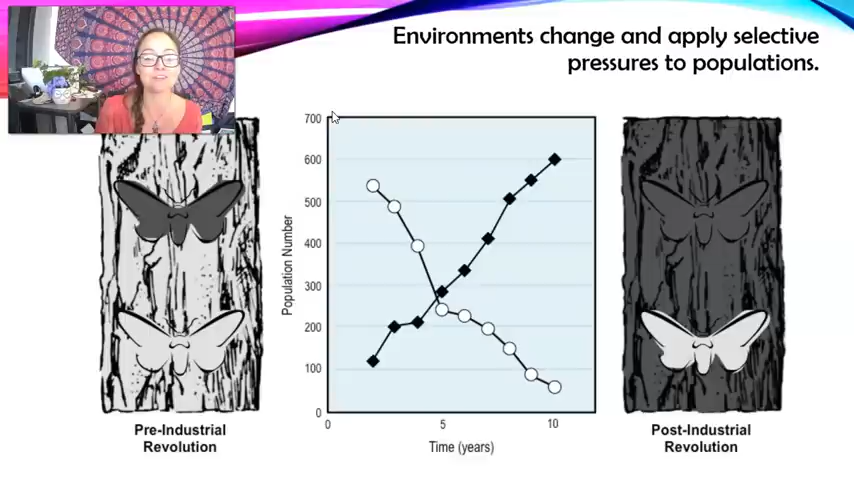 Environments change and apply selective
pressures to populations.
700
600
500
400
300
200
100
0
Population Number
0
5
10
Time (years)
Pre-Industrial
Revolution
Post-Industrial
Revolution